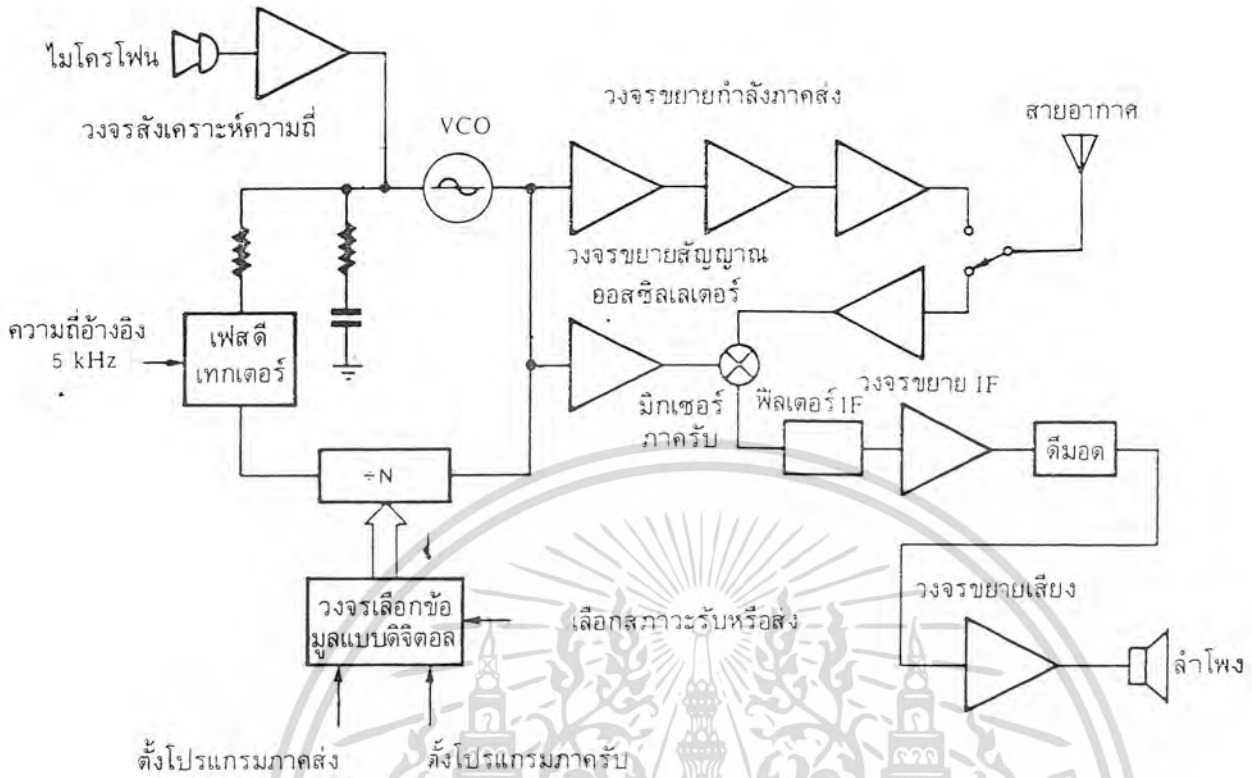 ไมโครโฟน
วงจรสังเคราะห์ความถี่
VCO
วงจรขยายกำลังภาคส่ง
สายอากาศ
วงจรขยายสัญญาณ
ออสซิลเลเตอร์
ความถี่อ้างอิง
5 kHz
เฟสดี
เทกเตอร์
มิกเซอร์
ภาครับ
ฟิลเตอร์ IF
วงจรขยาย IF
ดีมอด
÷N
วงจรเลือกข้อ
มูลแบบดิจิตอล
เลือกสภาวะรับหรือส่ง
วงจรขยายเสียง
ลำโพง
ตั้งโปรแกรมภาคส่ง
ตั้งโปรแกรมภาครับ